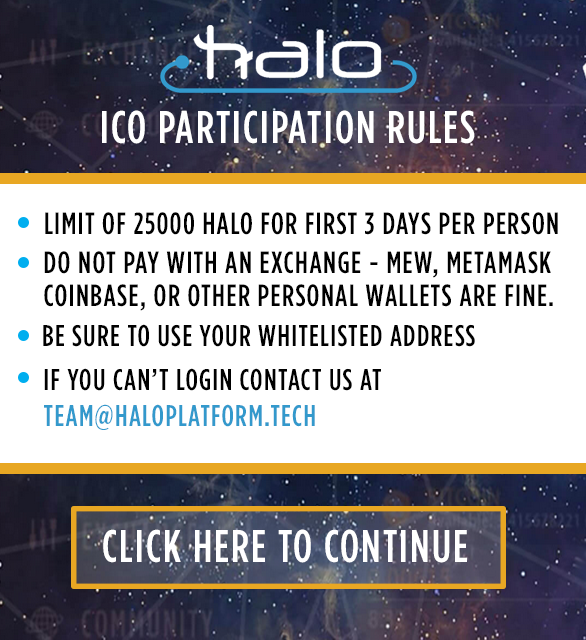 halo
ICO PARTICIPATION RULES
LIMIT OF 25000 HALO FOR FIRST 3 DAYS PER PERSON
DO NOT PAY WITH AN EXCHANGE - MEW, METAMASK
COINBASE, OR OTHER PERSONAL WALLETS ARE FINE.
BE SURE TO USE YOUR WHITELISTED ADDRESS
IF YOU CAN'T LOGIN CONTACT US AT
TEAM@HALOPLATFORM.TECH
CLICK HERE TO CONTINUE
COMMUNITY